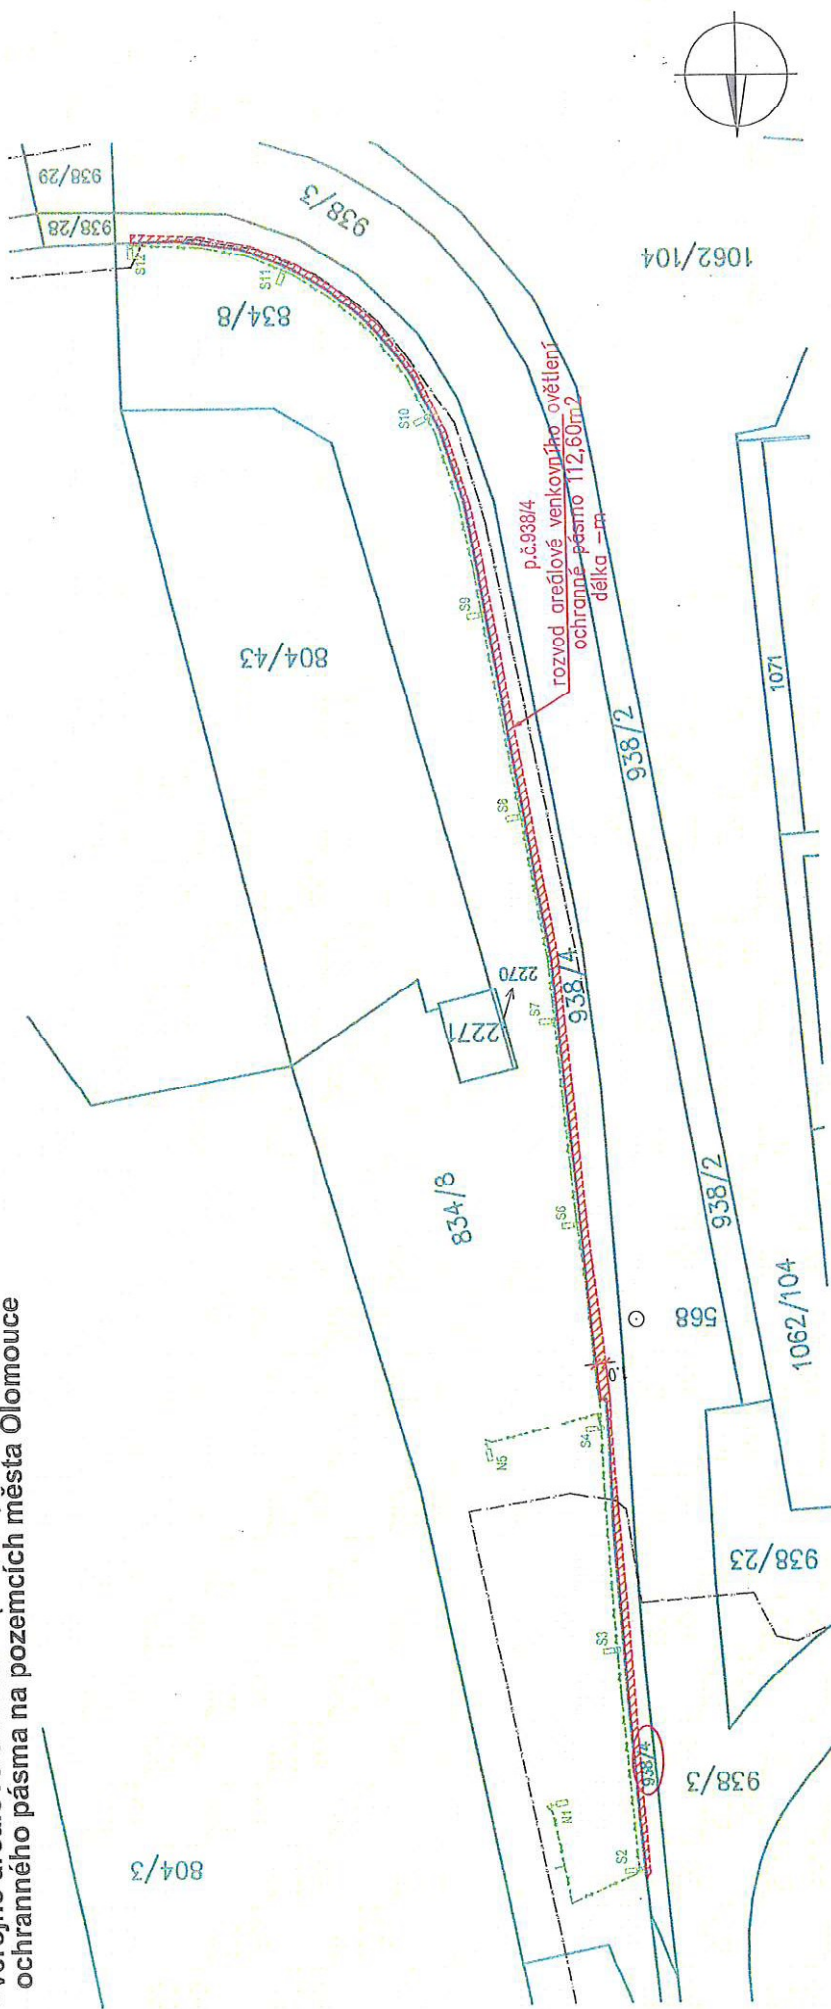 ochranného pásma na pozemcích města Olomouce
804/3
N1
S2
938/4
938/3
S3
938/23
N5
S4
568
1062/104
834/8
S6
938/2
2271
2270
S7
938/4
S8
804/43
S9
p.č.938/4
rozvod areálové venkovního ovětlení
ochranné pásmo 112,60m2
délka –m
938/2
1071
S10
834/8
S11
S12
938/28
938/29
938/3
1062/104